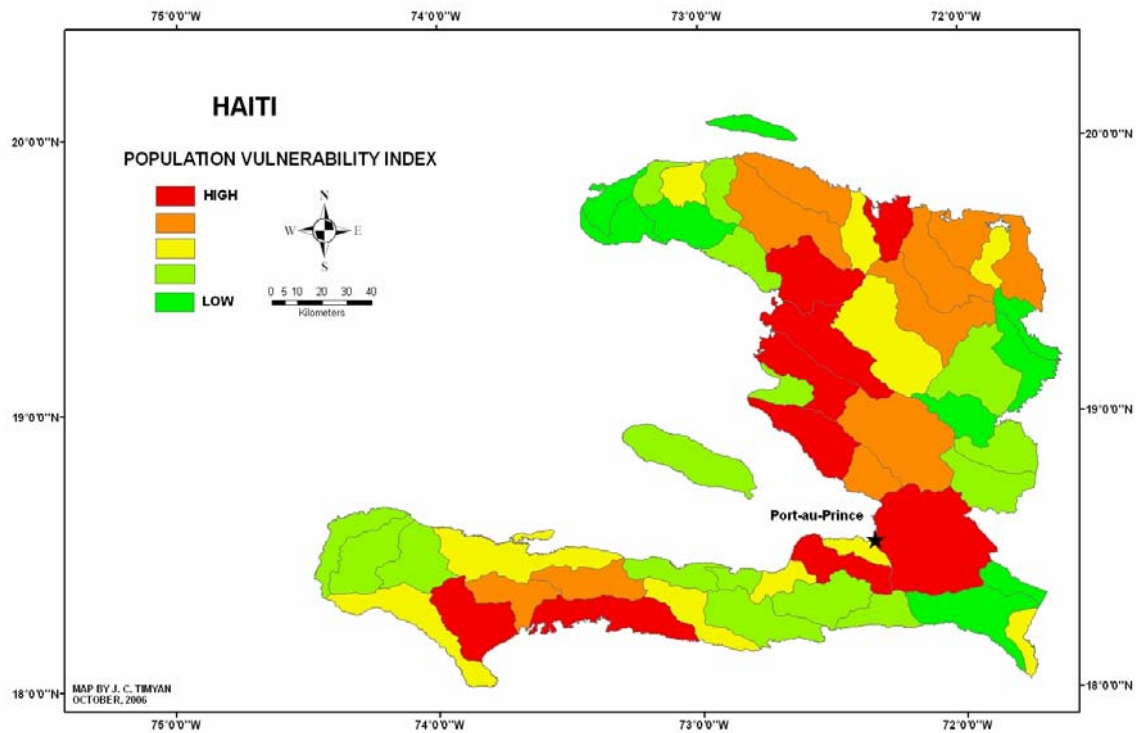 75°0'0"W 74°0'0"W 73°0'0"W 72°0'0"W
HAITI
20°0'0"N 20°0'0"N
POPULATION VULNERABILITY INDEX
HIGH
N
W E
S
LOW
0 5 10 20 30 40
Kilometers
19°0'0"N 19°0'0"N
Port-au-Prince
MAP BY J. C. TIMYAN
OCTOBER, 2006
18°0'0"N 18°0'0"N
75°0'0"W 74°0'0"W 73°0'0"W 72°0'0"W